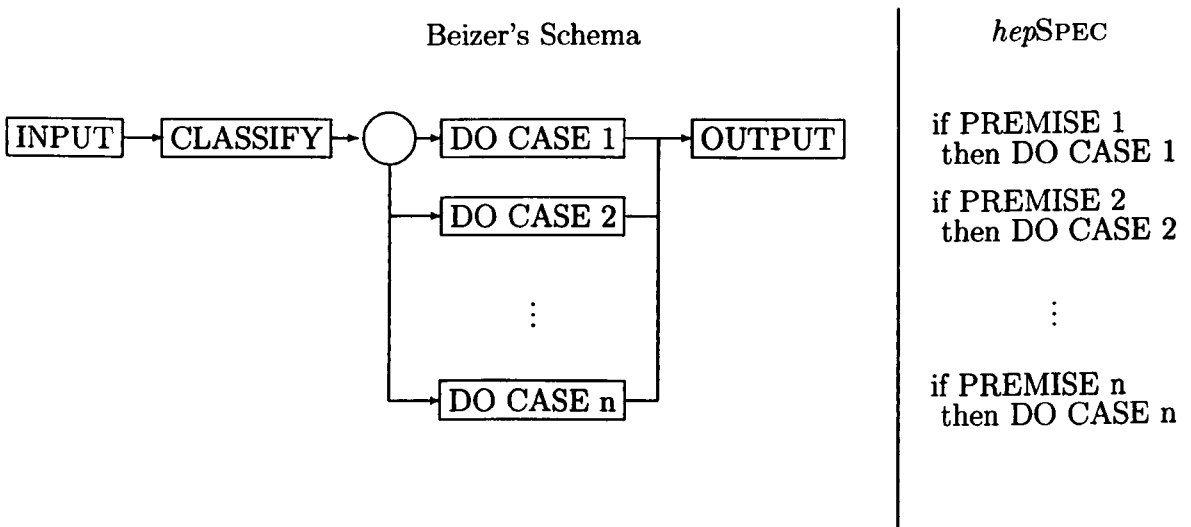 Beizer's Schema
INPUT
CLASSIFY
DO CASE 1
OUTPUT
DO CASE 2
⋮
DO CASE n
hepSPEC
if PREMISE 1
then DO CASE 1
if PREMISE 2
then DO CASE 2
⋮
if PREMISE n
then DO CASE n